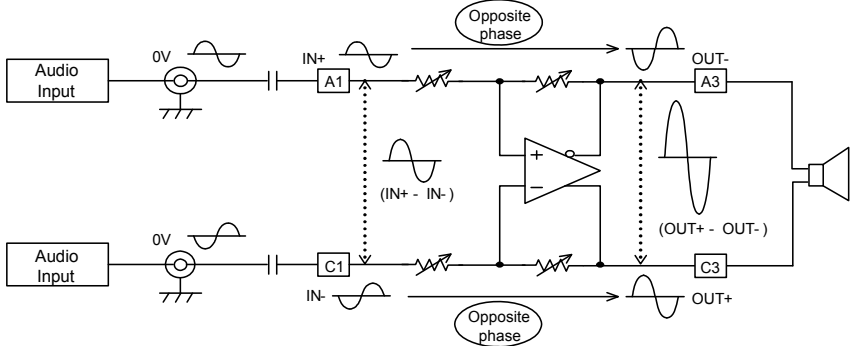 Opposite
phase
0V
IN+
OUT-
Audio
Input
A1
A3
+
−
(IN+ - IN-)
(OUT+ - OUT-)
0V
Audio
Input
C1
C3
IN-
OUT+
Opposite
phase